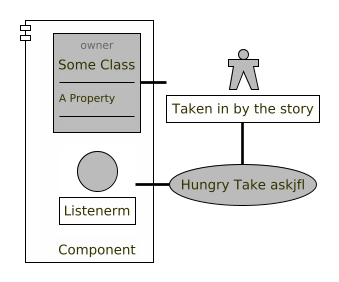 owner
Some Class
A Property
Taken in by the story
Hungry Take askjfl
Listenerm
Component